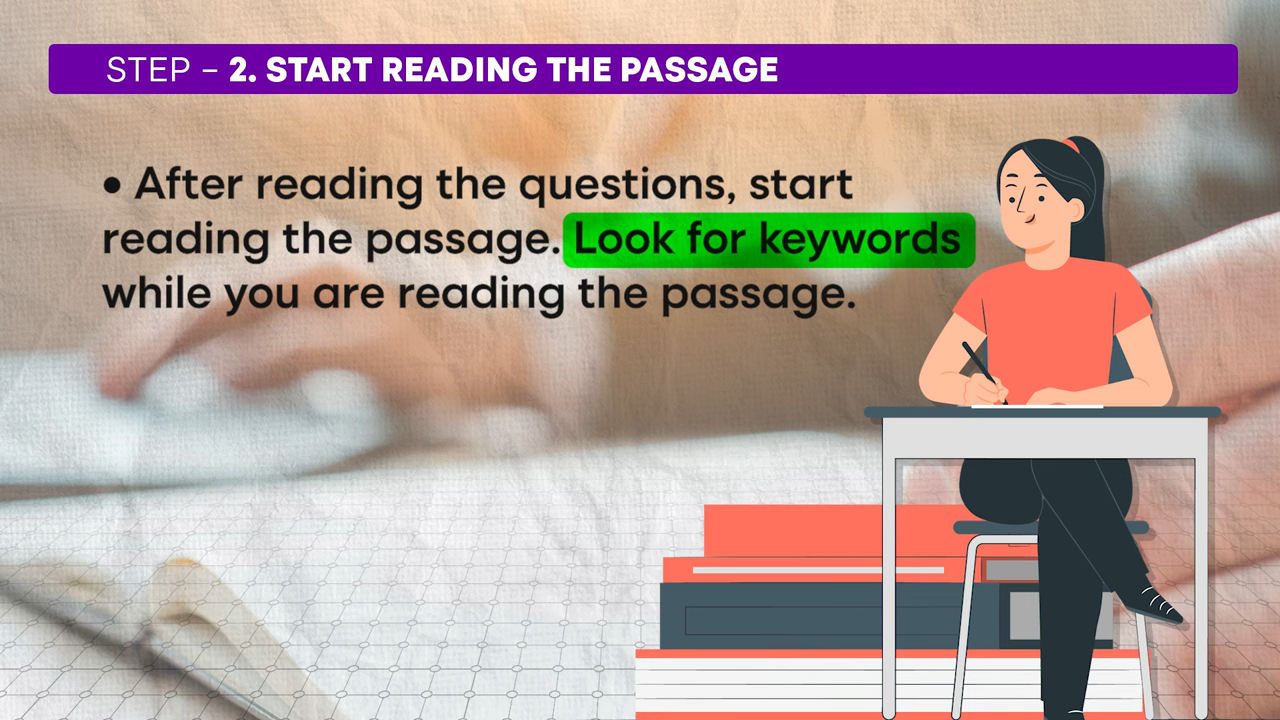 STEP – 2. START READING THE PASSAGE
• After reading the questions, start
reading the passage. Look for keywords
while you are reading the passage.